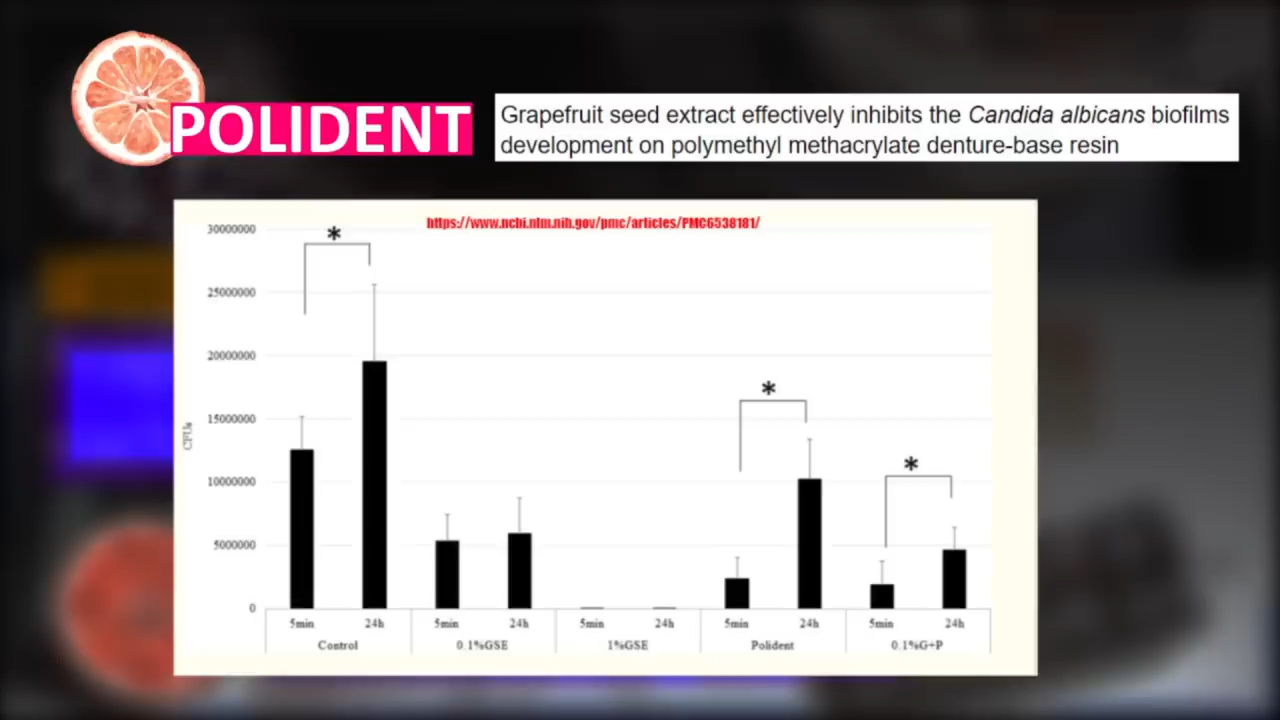 POLIDENT
Grapefruit seed extract effectively inhibits the Candida albicans biofilms
development on polymethyl methacrylate denture-base resin
https://www.ncbi.nlm.nih.gov/pmc/articles/PMC6538181/
30000000
25000000
20000000
15000000
10000000
5000000
0
CFUs
*
*
*
5min 24h 5min 24h 5min 24h 5min 24h 5min 24h
Control 0.1%GSE 1%GSE Polident 0.1%G+P